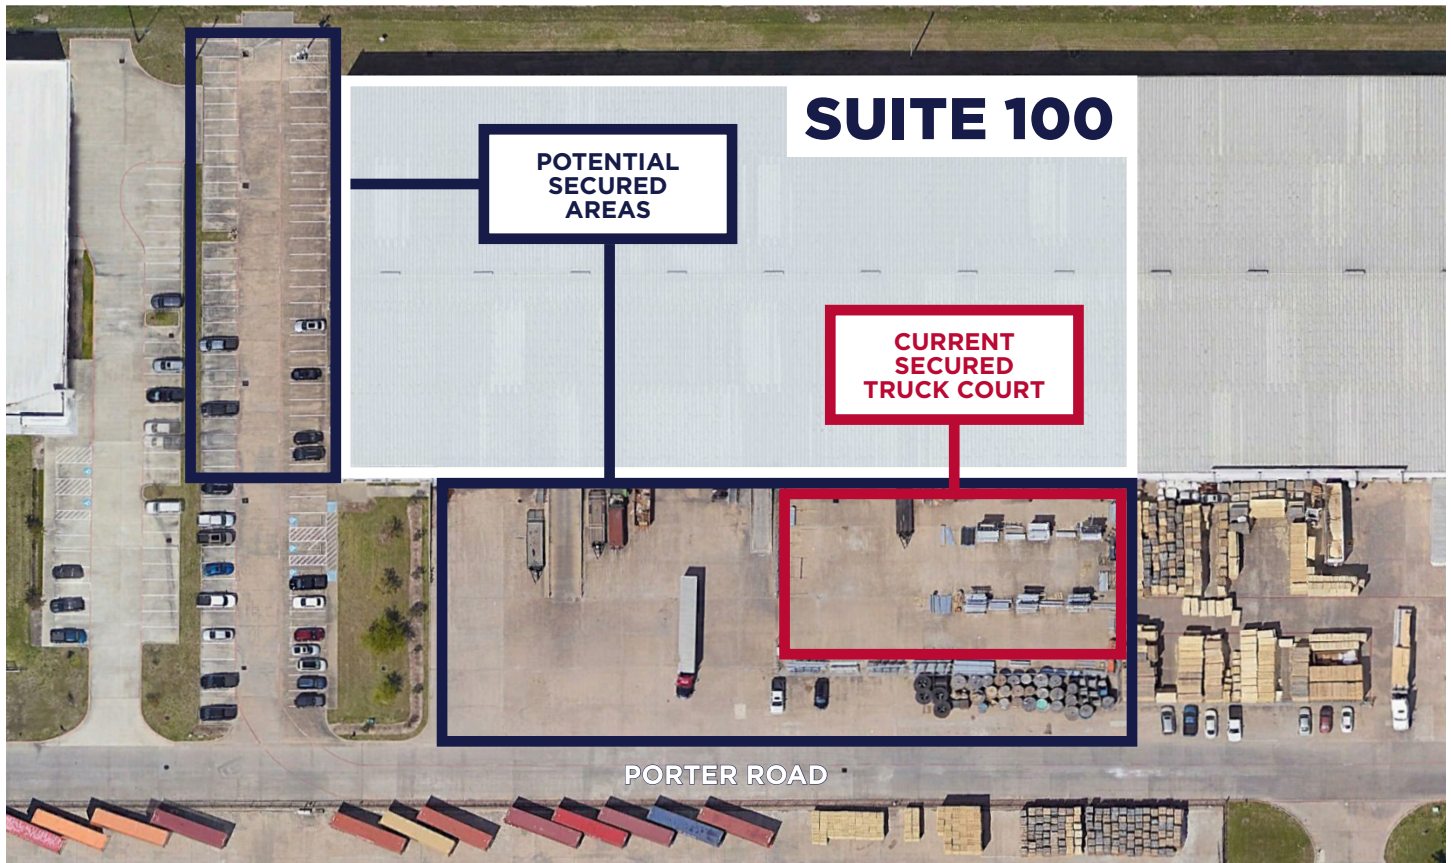 SUITE 100
POTENTIAL
SECURED
AREAS
CURRENT
SECURED
TRUCK COURT
PORTER ROAD